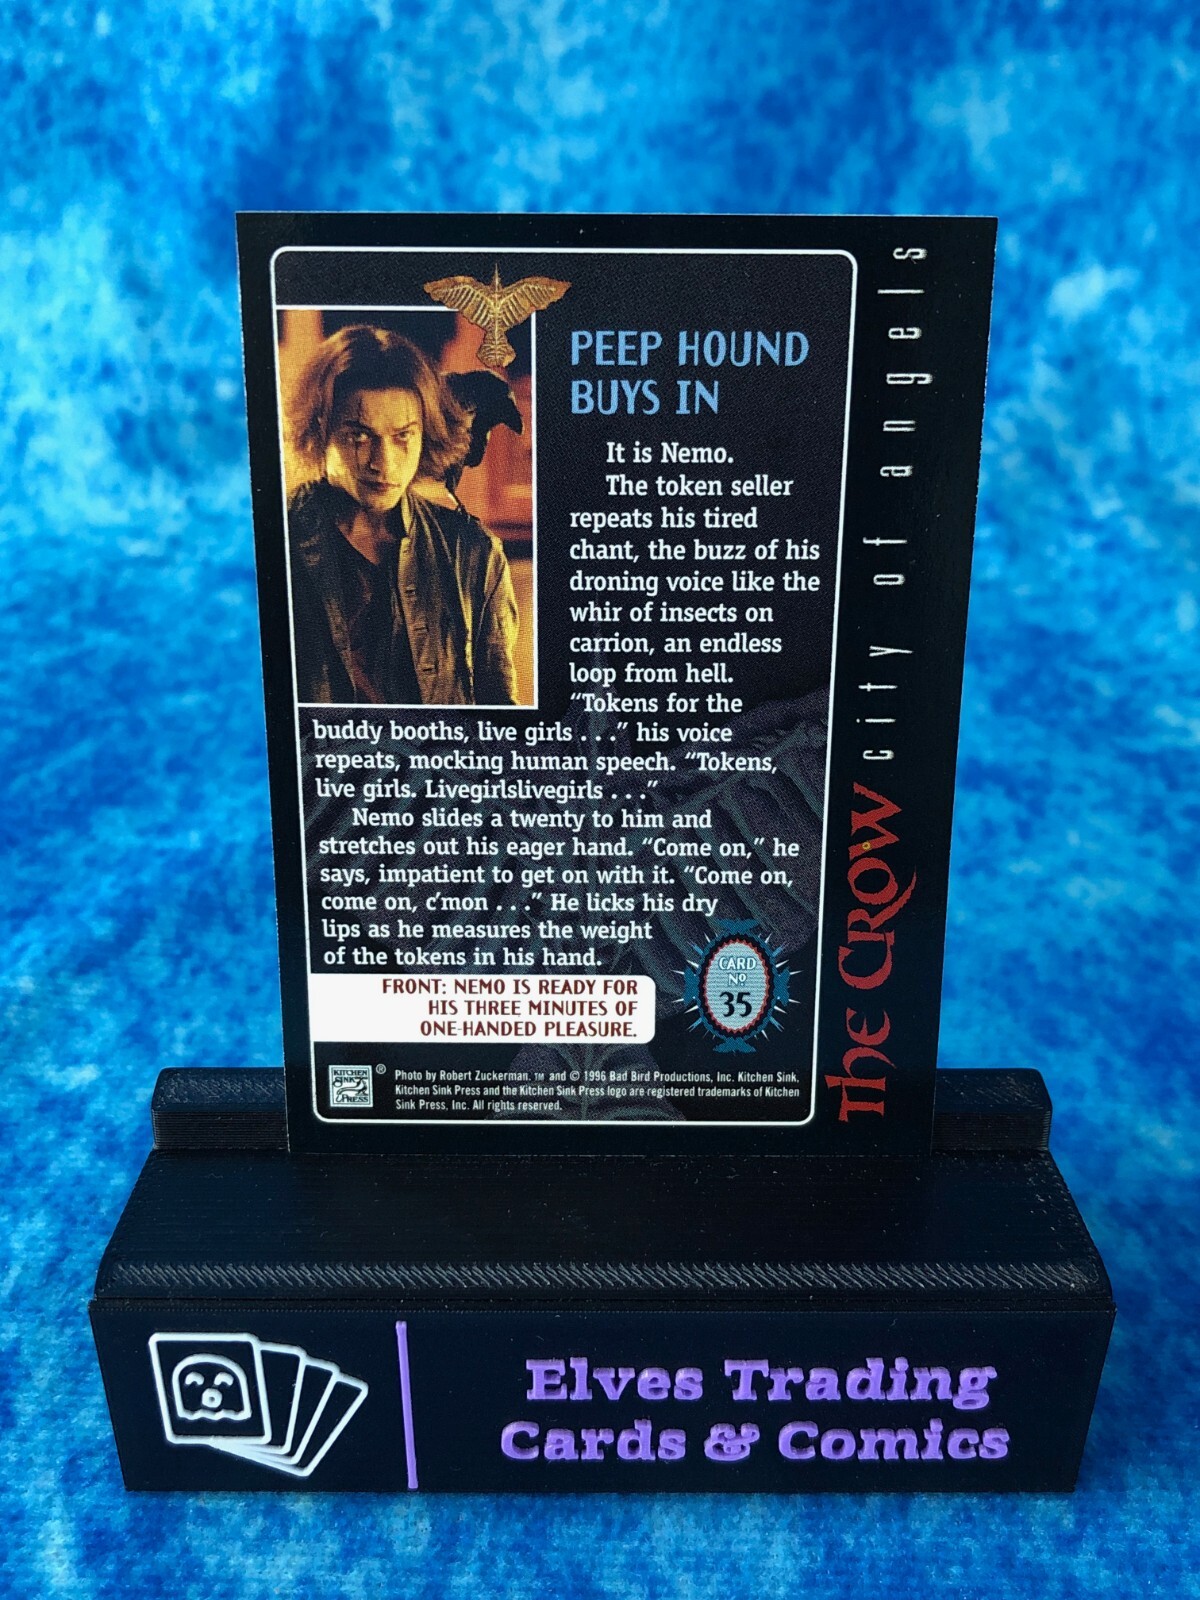 PEEP HOUND
BUYS IN
It is Nemo.
The token seller
repeats his tired
chant, the buzz of his
droning voice like the
whir of insects on
carrion, an endless
loop from hell.
“Tokens for the
buddy booths, live girls . . .” his voice
repeats, mocking human speech. “Tokens,
live girls. Livegirlslivegirls . . .”
Nemo slides a twenty to him and
stretches out his eager hand. “Come on,” he
says, impatient to get on with it. “Come on,
come on, c’mon . . .” He licks his dry
lips as he measures the weight
of the tokens in his hand.
FRONT: NEMO IS READY FOR
HIS THREE MINUTES OF
ONE-HANDED PLEASURE.
CARD
Nº
35
KITCHEN
SINK
PRESS
®
Photo by Robert Zuckerman. ™ and © 1996 Bad Bird Productions, Inc. Kitchen Sink,
Kitchen Sink Press and the Kitchen Sink Press logo are registered trademarks of Kitchen
Sink Press, Inc. All rights reserved.
The CROW city of angels
Elves Trading
Cards & Comics